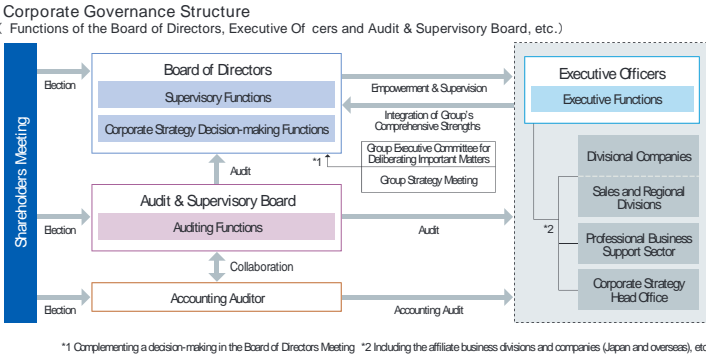 Corporate Governance Structure
( Functions of the Board of Directors, Executive Of cers and Audit & Supervisory Board, etc.)
Shareholders Meeting
Election
Board of Directors
Supervisory Functions
Corporate Strategy Decision-making Functions
Empowerment & Supervision
Integration of Group's
Comprehensive Strengths
Executive Officers
Executive Functions
*1
Group Executive Committee for
Deliberating Important Matters
Group Strategy Meeting
Audit
Election
Audit & Supervisory Board
Auditing Functions
Audit
Collaboration
Election
Accounting Auditor
Accounting Audit
*2
Divisional Companies
Sales and Regional
Divisions
Professional Business
Support Sector
Corporate Strategy
Head Office
*1 Complementing a decision-making in the Board of Directors Meeting *2 Including the affiliate business divisions and companies (Japan and overseas), etc